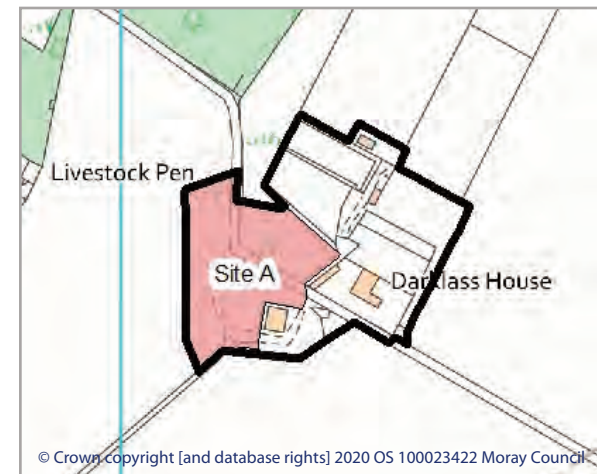 Livestock Pen
Site A
Darklass House
© Crown copyright [and database rights] 2020 OS 100023422 Moray Council